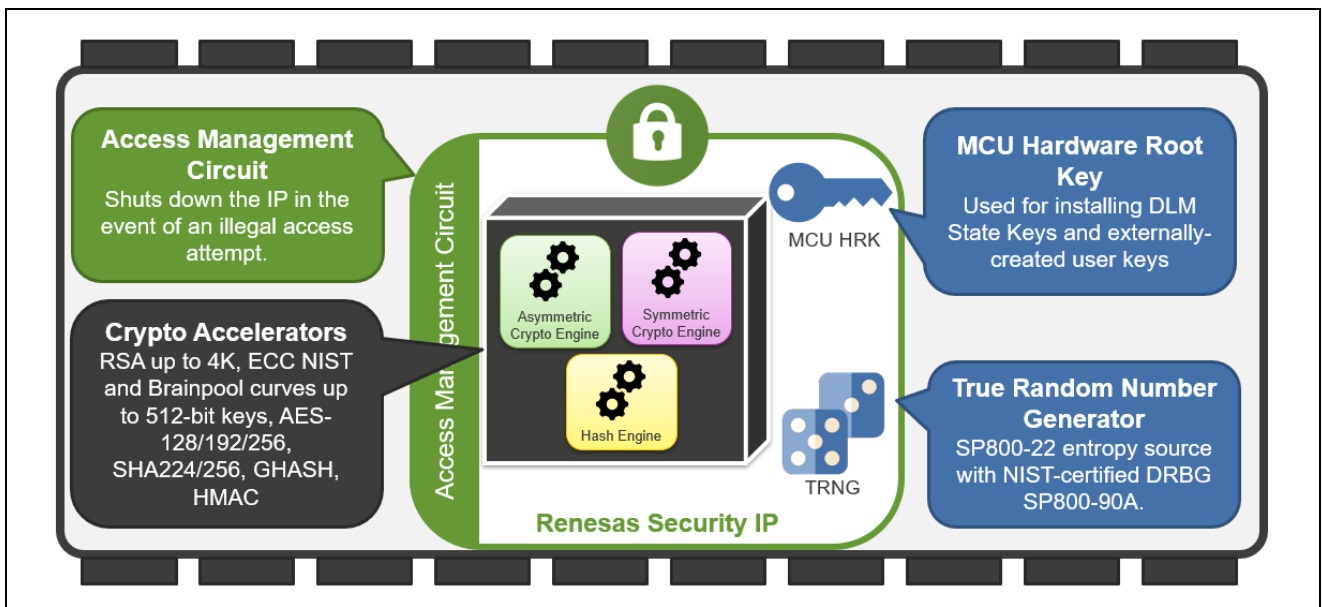 Access Management
Circuit
Shuts down the IP in the
event of an illegal access
attempt.
Crypto Accelerators
RSA up to 4K, ECC NIST
and Brainpool curves up
to 512-bit keys, AES-
128/192/256,
SHA224/256, GHASH,
HMAC
Access Management Circuit
Asymmetric
Crypto Engine
Symmetric
Crypto Engine
Hash Engine
MCU HRK
TRNG
Renesas Security IP
MCU Hardware Root
Key
Used for installing DLM
State Keys and externally-
created user keys
True Random Number
Generator
SP800-22 entropy source
with NIST-certified DRBG
SP800-90A.